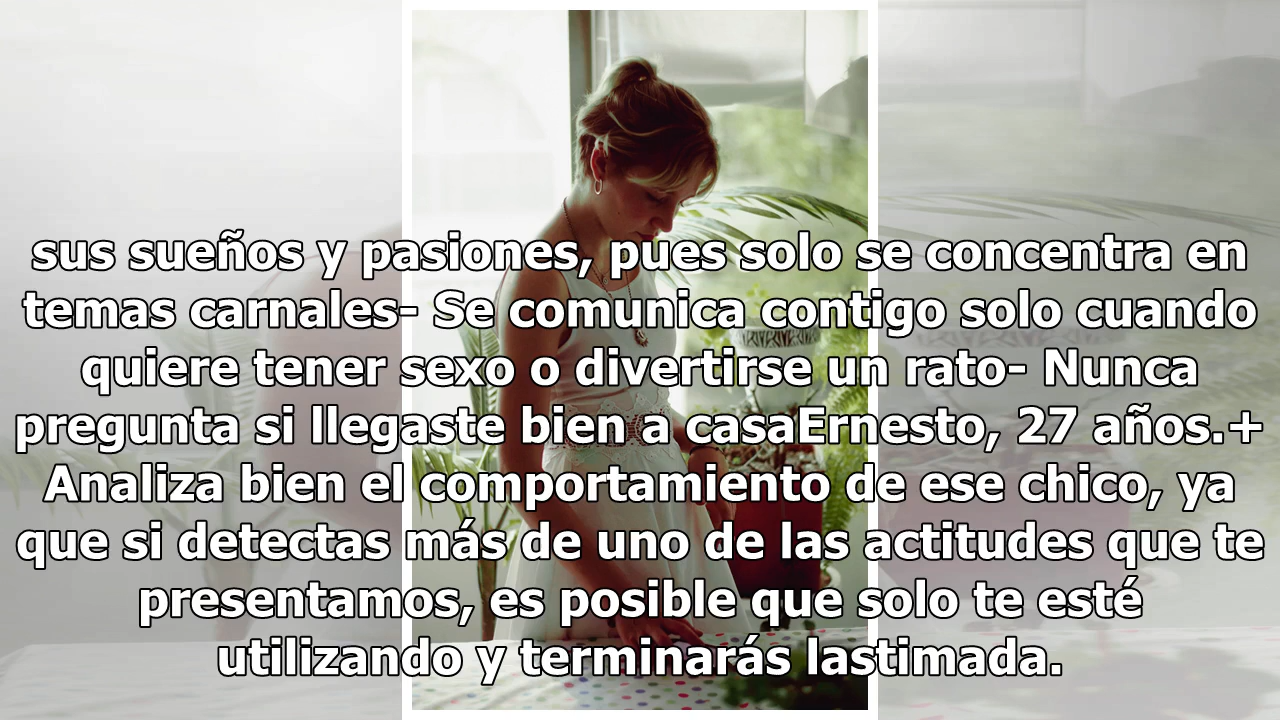 sus sueños y pasiones, pues solo se concentra en
temas carnales- Se comunica contigo solo cuando
quiere tener sexo o divertirse un rato- Nunca
pregunta si llegaste bien a casaErnesto, 27 años.+
Analiza bien el comportamiento de ese chico, ya
que si detectas más de uno de las actitudes que te
presentamos, es posible que solo te esté
utilizando y terminarás lastimada.